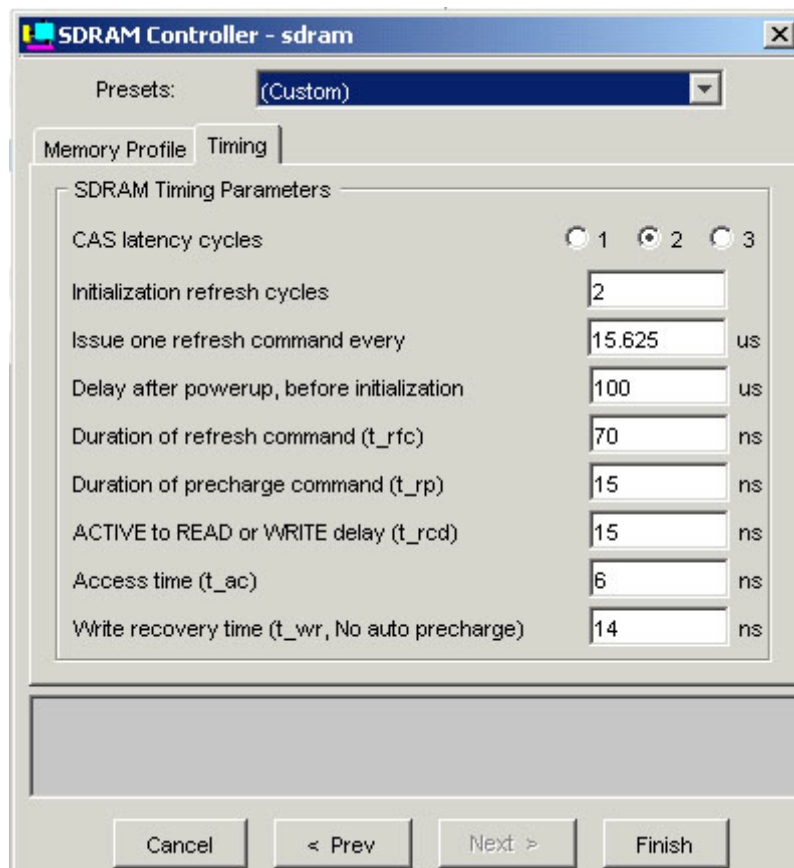 SDRAM Controller - sdram
Presets: (Custom)
Memory Profile Timing
SDRAM Timing Parameters
CAS latency cycles 1 2 3
Initialization refresh cycles 2
Issue one refresh command every 15.625 us
Delay after powerup, before initialization 100 us
Duration of refresh command (t_rfc) 70 ns
Duration of precharge command (t_rp) 15 ns
ACTIVE to READ or WRITE delay (t_rcd) 15 ns
Access time (t_ac) 6 ns
Write recovery time (t_wr, No auto precharge) 14 ns
Cancel < Prev Next > Finish